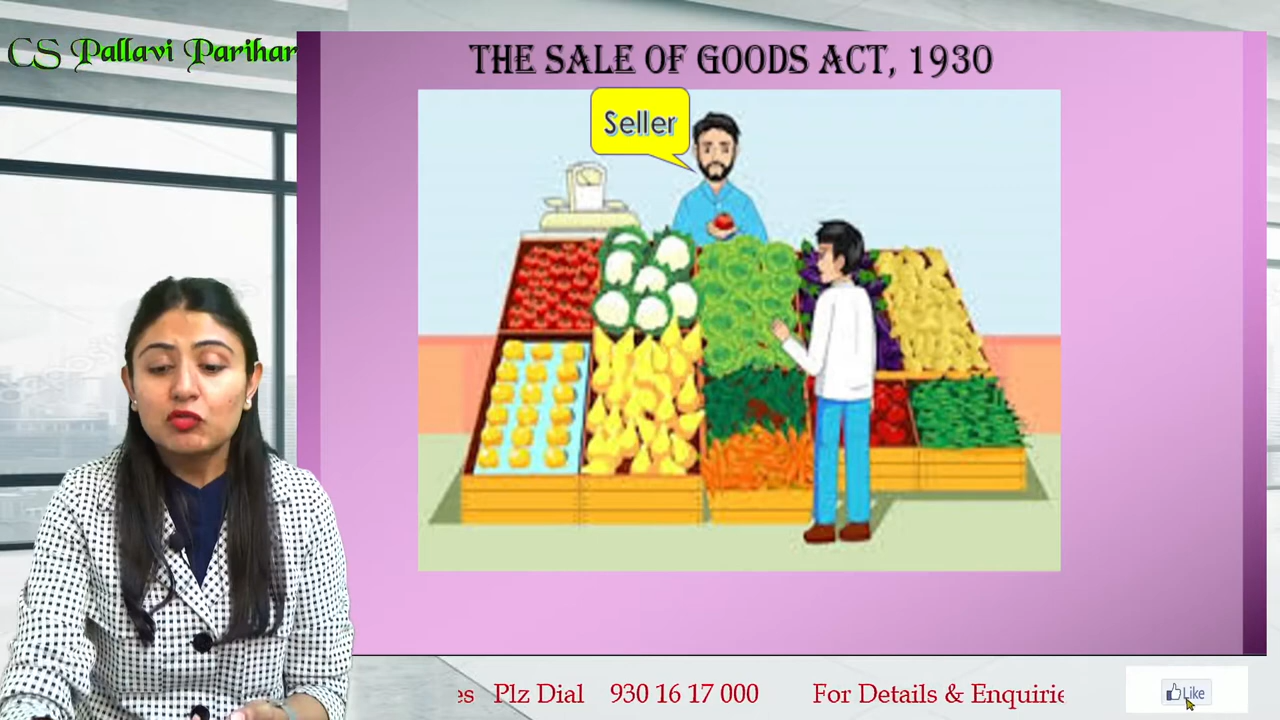 CS Pallavi Parihar
THE SALE OF GOODS ACT, 1930
Seller
es Plz Dial 930 16 17 000 For Details & Enquirie
Like